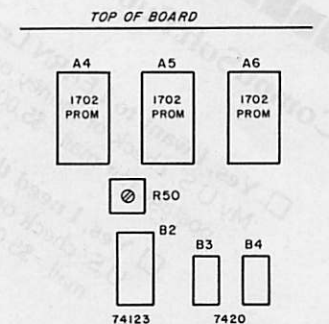 TOP OF BOARD
A4 A5 A6
1702 1702 1702
PROM PROM PROM
R50
B2
B3 B4
74123 7420